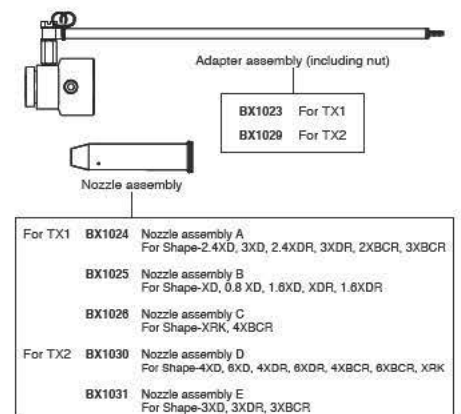 Adapter assembly (including nut)
BX1023 For TX1
BX1029 For TX2
Nozzle assembly
For TX1 BX1024 Nozzle assembly A
For Shape-2.4XD, 3XD, 2.4XDR, 3XDR, 2XBCR, 3XBCR
BX1025 Nozzle assembly B
For Shape-XD, 0.8 XD, 1.6XD, XDR, 1.6XDR
BX1026 Nozzle assembly C
For Shape-XRK, 4XBCR
For TX2 BX1030 Nozzle assembly D
For Shape-4XD, 6XD, 4XDR, 6XDR, 4XBCR, 6XBCR, XRK
BX1031 Nozzle assembly E
For Shape-3XD, 3XDR, 3XBCR